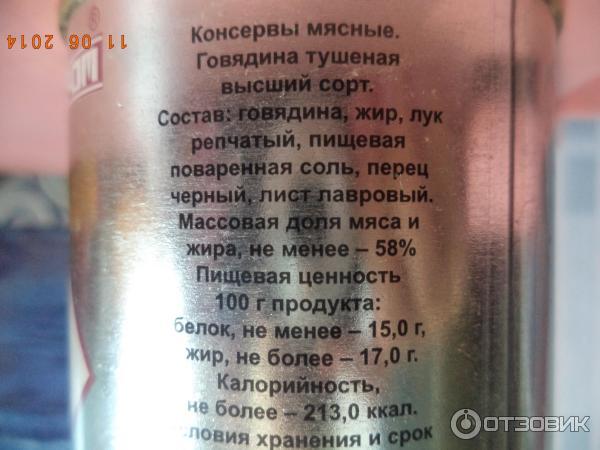 11 06 2014
Консервы мясные.
Говядина тушеная
высший сорт.
Состав: говядина, жир, лук
репчатый, пищевая
поваренная соль, перец
черный, лист лавровый.
Массовая доля мяса и
жира, не менее – 58%
Пищевая ценность
100 г продукта:
белок, не менее – 15,0 г,
жир, не более – 17,0 г.
Калорийность,
не более – 213,0 ккал.
хранения и срок
ОТЗОВИК